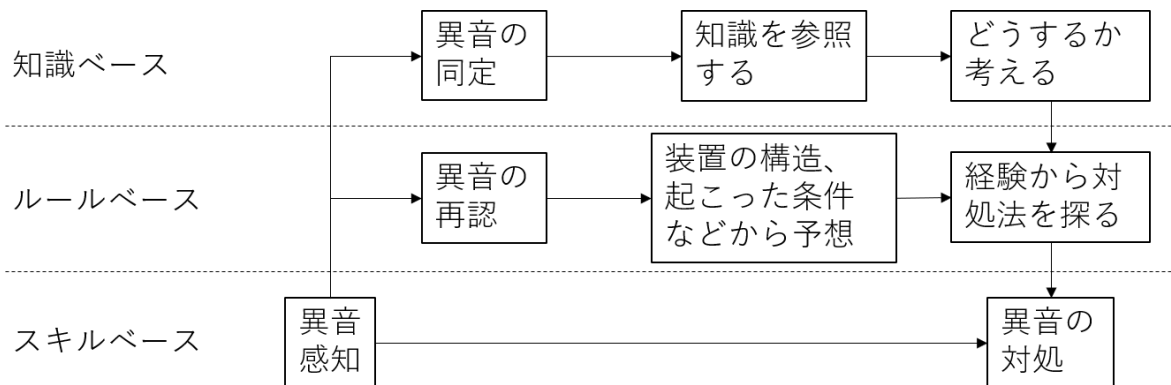 知識ベース
異音の
同定
知識を参照
する
どうするか
考える
ルールベース
異音の
再認
装置の構造、
起こった条件
などから予想
経験から対
処法を探る
スキルベース
異音
感知
異音の
対処